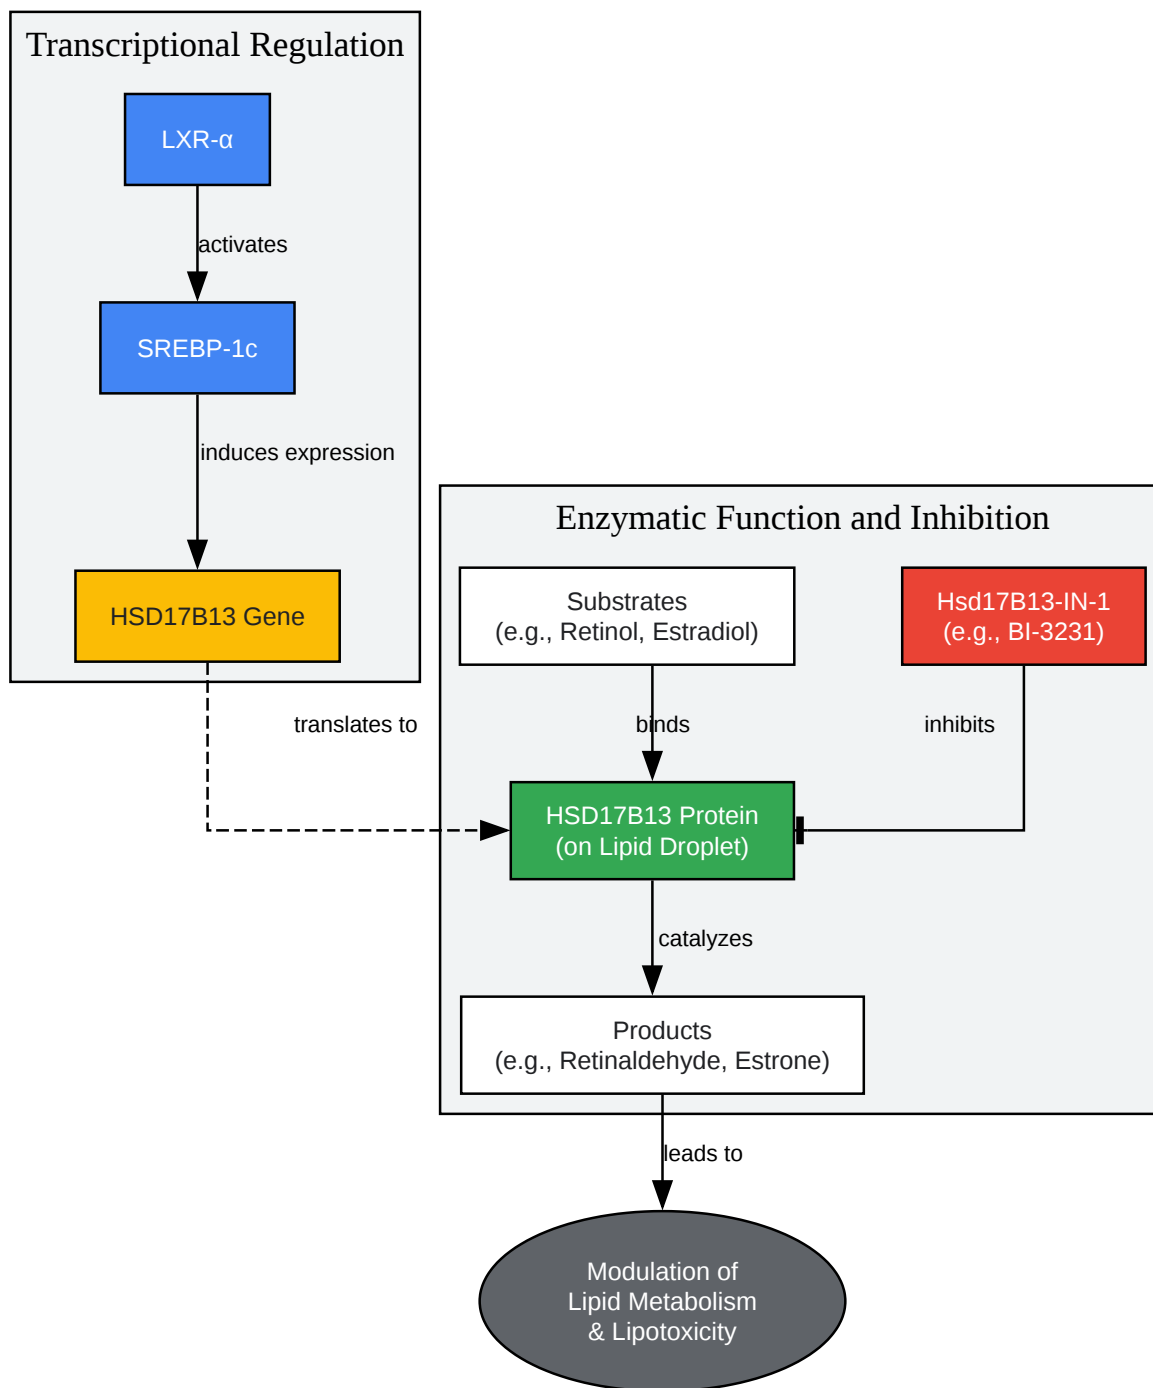 Transcriptional Regulation
LXR-α
activates
SREBP-1c
induces expression
HSD17B13 Gene
translates to
Enzymatic Function and Inhibition
Substrates
(e.g., Retinol, Estradiol)
Hsd17B13-IN-1
(e.g., BI-3231)
binds
inhibits
HSD17B13 Protein
(on Lipid Droplet)
catalyzes
Products
(e.g., Retinaldehyde, Estrone)
leads to
Modulation of
Lipid Metabolism
& Lipotoxicity